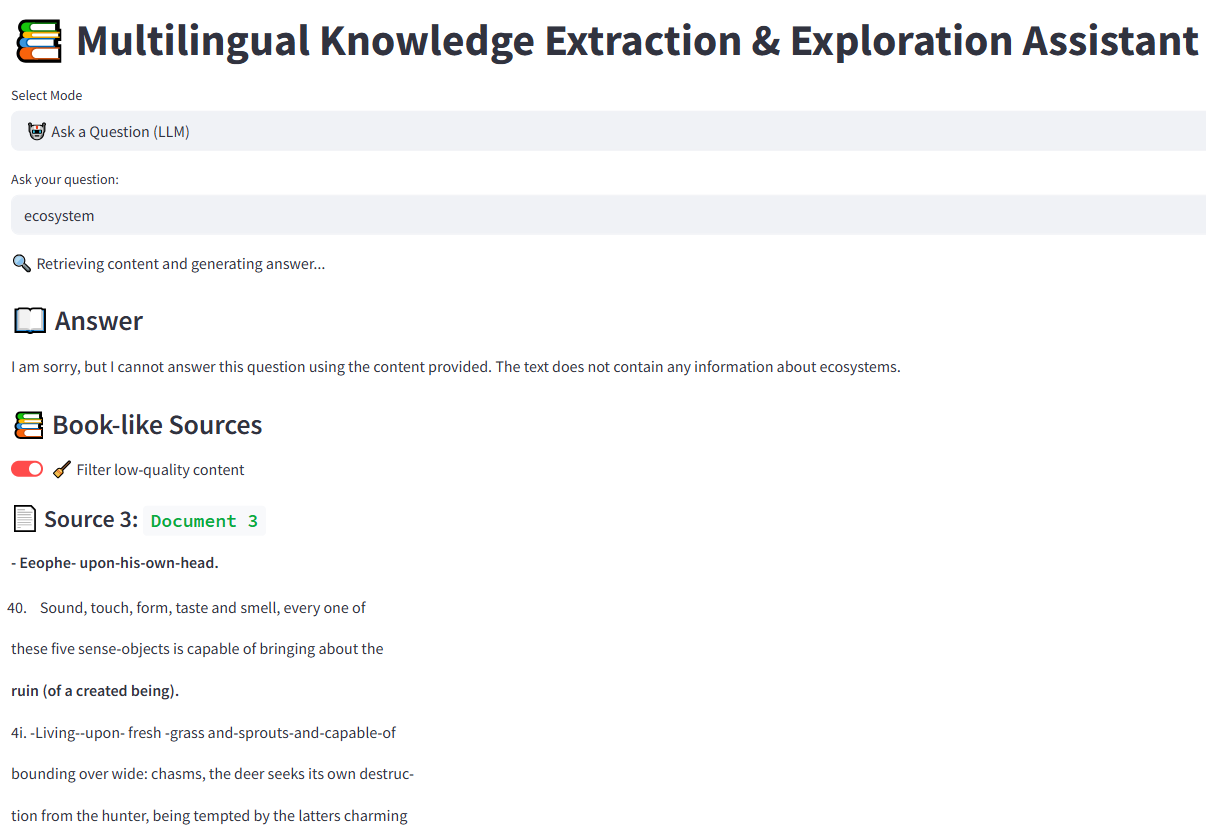 Multilingual Knowledge Extraction & Exploration Assistant
Select Mode
Ask a Question (LLM)
Ask your question:
ecosystem
Retrieving content and generating answer...
Answer
I am sorry, but I cannot answer this question using the content provided. The text does not contain any information about ecosystems.
Book-like Sources
Filter low-quality content
Source 3: Document 3
- Eeophe- upon-his-own-head.
40. Sound, touch, form, taste and smell, every one of
these five sense-objects is capable of bringing about the
ruin (of a created being).
4i. -Living--upon- fresh -grass and-sprouts-and-capable-of
bounding over wide: chasms, the deer seeks its own destruc-
tion from the hunter, being tempted by the latters charming